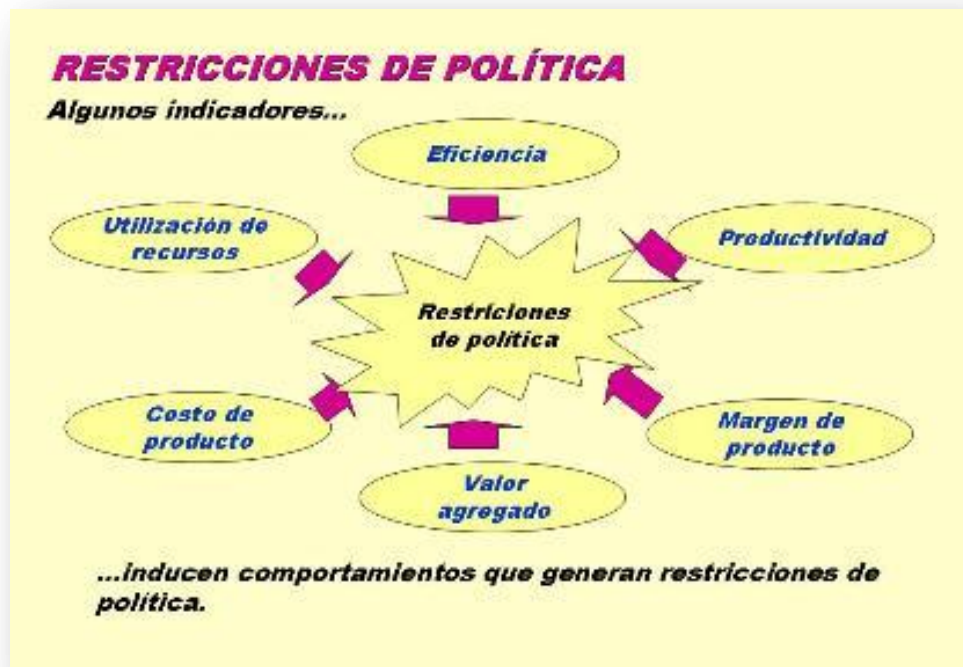 RESTRICCIONES DE POLÍTICA
Algunos indicadores...
Eficiencia
Utilización de
recursos
Productividad
Restriciones
de política
Costo de
producto
Margen de
producto
Valor
agregado
...inducen comportamientos que generan restricciones de
política.